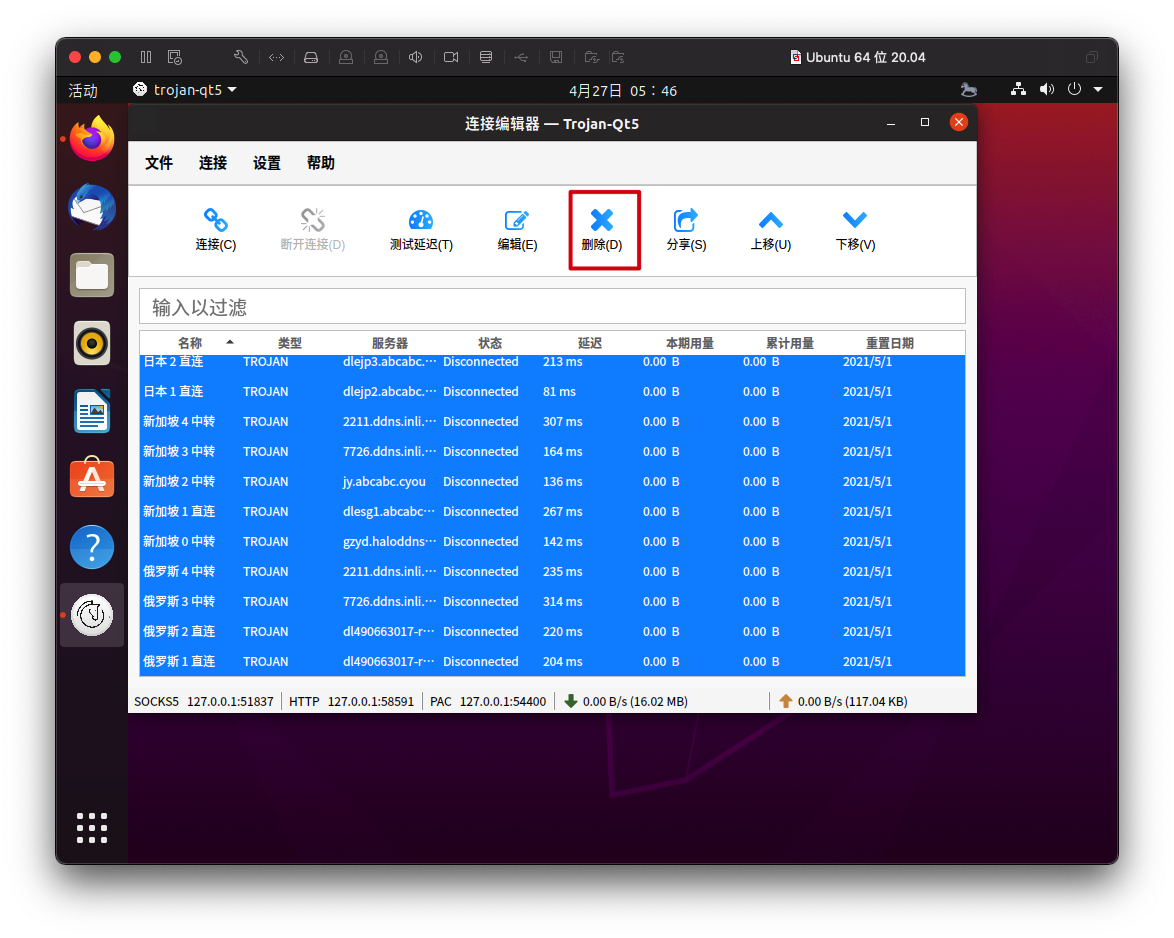 Ubuntu 64 位 20.04
活动 trojan-qt5 4月27日 05:46
连接编辑器 — Trojan-Qt5
文件 连接 设置 帮助
连接(C) 断开连接(D) 测试延迟(T) 编辑(E) 删除(D) 分享(S) 上移(U) 下移(V)
输入以过滤
名称 类型 服务器 状态 延迟 本期用量 累计用量 重置日期
日本 2 直连 TROJAN dlejp3.abcabc.··· Disconnected 213 ms 0.00 B 0.00 B 2021/5/1
日本 1 直连 TROJAN dlejp2.abcabc.··· Disconnected 81 ms 0.00 B 0.00 B 2021/5/1
新加坡 4 中转 TROJAN 2211.ddns.inli.··· Disconnected 307 ms 0.00 B 0.00 B 2021/5/1
新加坡 3 中转 TROJAN 7726.ddns.inli.··· Disconnected 164 ms 0.00 B 0.00 B 2021/5/1
新加坡 2 中转 TROJAN jy.abcabc.cyou Disconnected 136 ms 0.00 B 0.00 B 2021/5/1
新加坡 1 直连 TROJAN dlesg1.abcabc··· Disconnected 267 ms 0.00 B 0.00 B 2021/5/1
新加坡 0 中转 TROJAN gzyd.haloddns··· Disconnected 142 ms 0.00 B 0.00 B 2021/5/1
俄罗斯 4 中转 TROJAN 2211.ddns.inli.··· Disconnected 235 ms 0.00 B 0.00 B 2021/5/1
俄罗斯 3 中转 TROJAN 7726.ddns.inli.··· Disconnected 314 ms 0.00 B 0.00 B 2021/5/1
俄罗斯 2 直连 TROJAN dl490663017-r··· Disconnected 220 ms 0.00 B 0.00 B 2021/5/1
俄罗斯 1 直连 TROJAN dl490663017-r··· Disconnected 204 ms 0.00 B 0.00 B 2021/5/1
SOCKS5 127.0.0.1:51837 HTTP 127.0.0.1:58591 PAC 127.0.0.1:54400 0.00 B/s (16.02 MB) 0.00 B/s (117.04 KB)